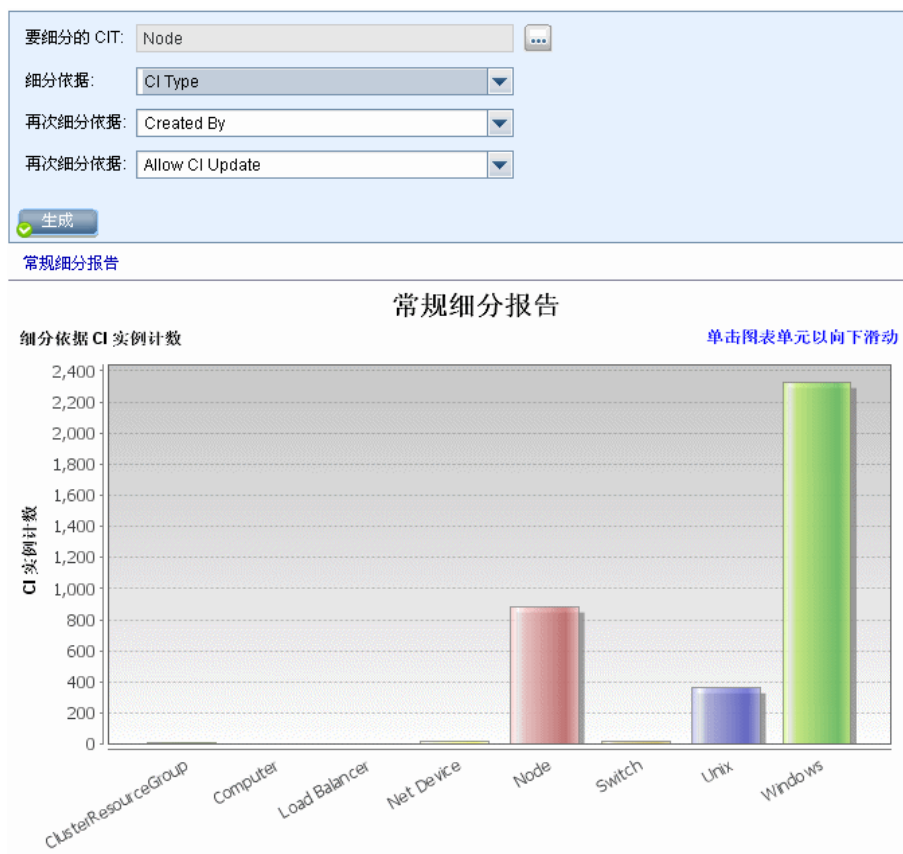 要细分的 CIT: Node ...
细分依据: CI Type
再次细分依据: Created By
再次细分依据: Allow CI Update
生成
常规细分报告
常规细分报告
细分依据 CI 实例计数 单击图表单元以向下滑动
2,400
2,200
2,000
1,800
1,600
1,400
1,200
1,000
800
600
400
200
0
CI 实例计数
ClusterResourceGroup Computer Load Balancer Net Device Node Switch Unix Windows